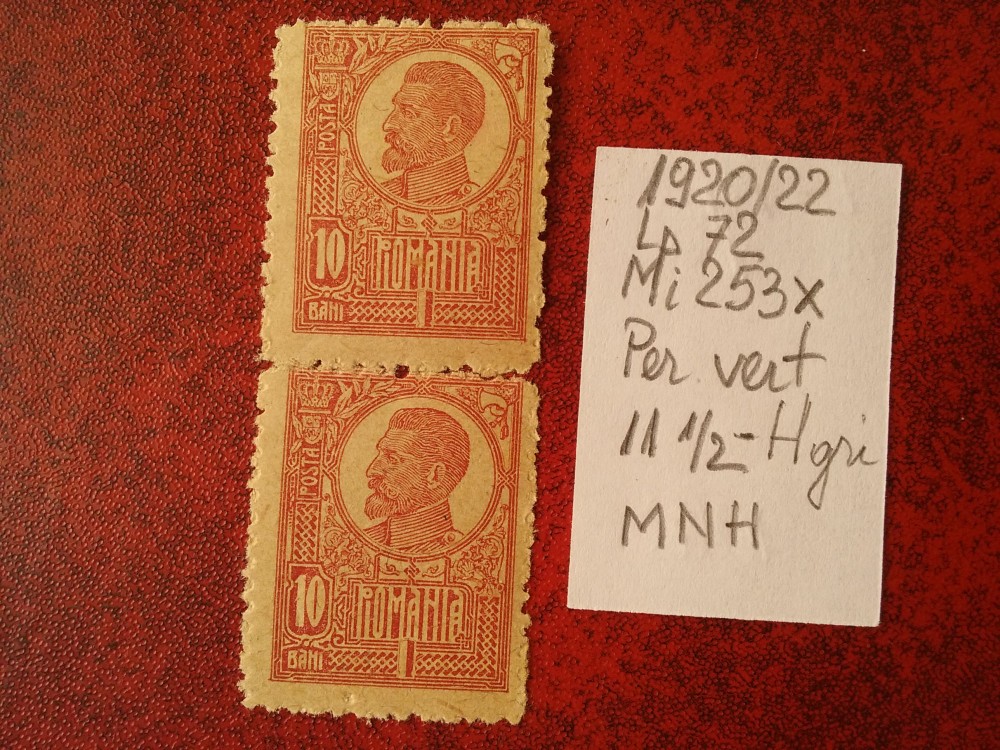 POSTA
10
ROMANIA
BANI
POSTA
10
ROMANIA
BANI
1920/22
Lp 72
Mi 253x
Per. vert
11 1/2 - H gri
MNH